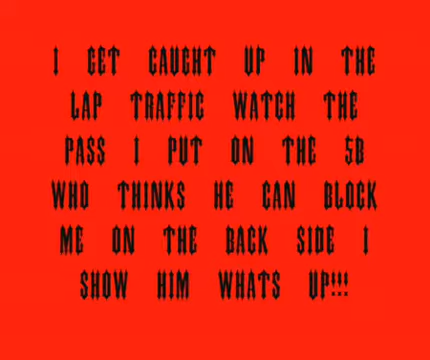 I GET CAUGHT UP IN THE
LAP TRAFFIC WATCH THE
PASS I PUT ON THE 5B
WHO THINKS HE CAN BLOCK
ME ON THE BACK SIDE I
SHOW HIM WHATS UP!!!